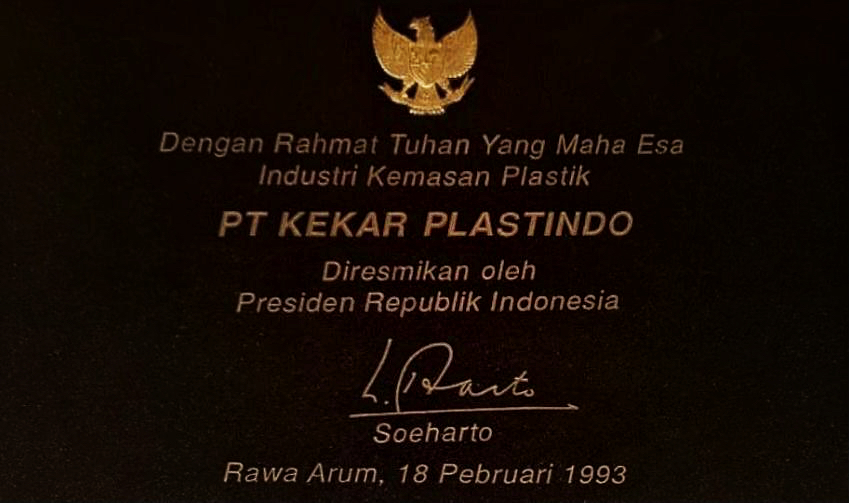 Dengan Rahmat Tuhan Yang Maha Esa
Industri Kemasan Plastik
PT KEKAR PLASTINDO
Diresmikan oleh
Presiden Republik Indonesia
Soeharto
Rawa Arum, 18 Pebruari 1993